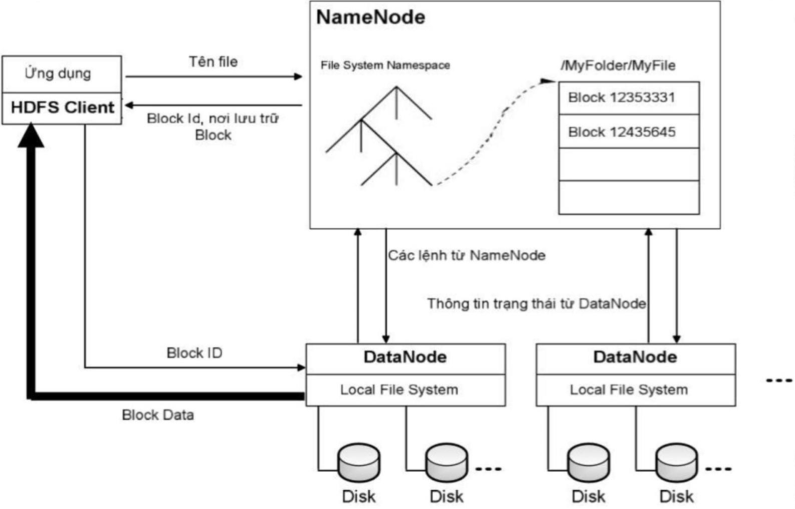 NameNode
Ứng dụng
HDFS Client
Tên file
Block Id, nơi lưu trữ
Block
File System Namespace
/MyFolder/MyFile
Block 12353331
Block 12435645
Các lệnh từ NameNode
Thông tin trạng thái từ DataNode
Block ID
Block Data
DataNode
Local File System
Disk
Disk
DataNode
Local File System
Disk
Disk